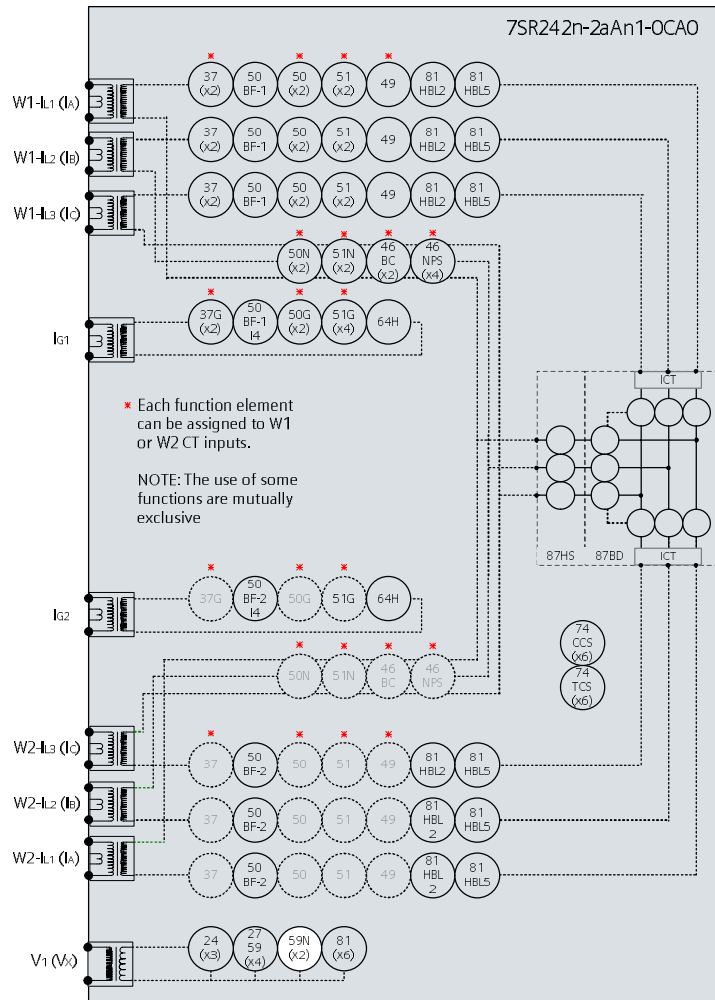 7SR242n-2aAn1-0CA0
W1-IL1 (IA)
37 (x2)
50 BF-1
50 (x2)
51 (x2)
49
81 HBL2
81 HBL5
W1-IL2 (IB)
37 (x2)
50 BF-1
50 (x2)
51 (x2)
49
81 HBL2
81 HBL5
W1-IL3 (IC)
37 (x2)
50 BF-1
50 (x2)
51 (x2)
49
81 HBL2
81 HBL5
50N (x2)
51N (x2)
46 BC (x2)
46 NPS (x4)
IG1
37G (x2)
50 BF-1 I4
50G (x2)
51G (x4)
64H
ICT
* Each function element
can be assigned to W1
or W2 CT inputs.
NOTE: The use of some
functions are mutually
exclusive
87HS
87BD
ICT
IG2
37G
50 BF-2 I4
50G
51G
64H
74 CCS (x6)
74 TCS (x6)
50N
51N
46 BC
46 NPS
W2-IL3 (IC)
37
50 BF-2
50
51
49
81 HBL2
81 HBL5
W2-IL2 (IB)
37
50 BF-2
50
51
49
81 HBL 2
81 HBL5
W2-IL1 (IA)
37
50 BF-2
50
51
49
81 HBL 2
81 HBL5
V1 (VX)
24 (x3)
27 59 (x4)
59N (x2)
81 (x6)